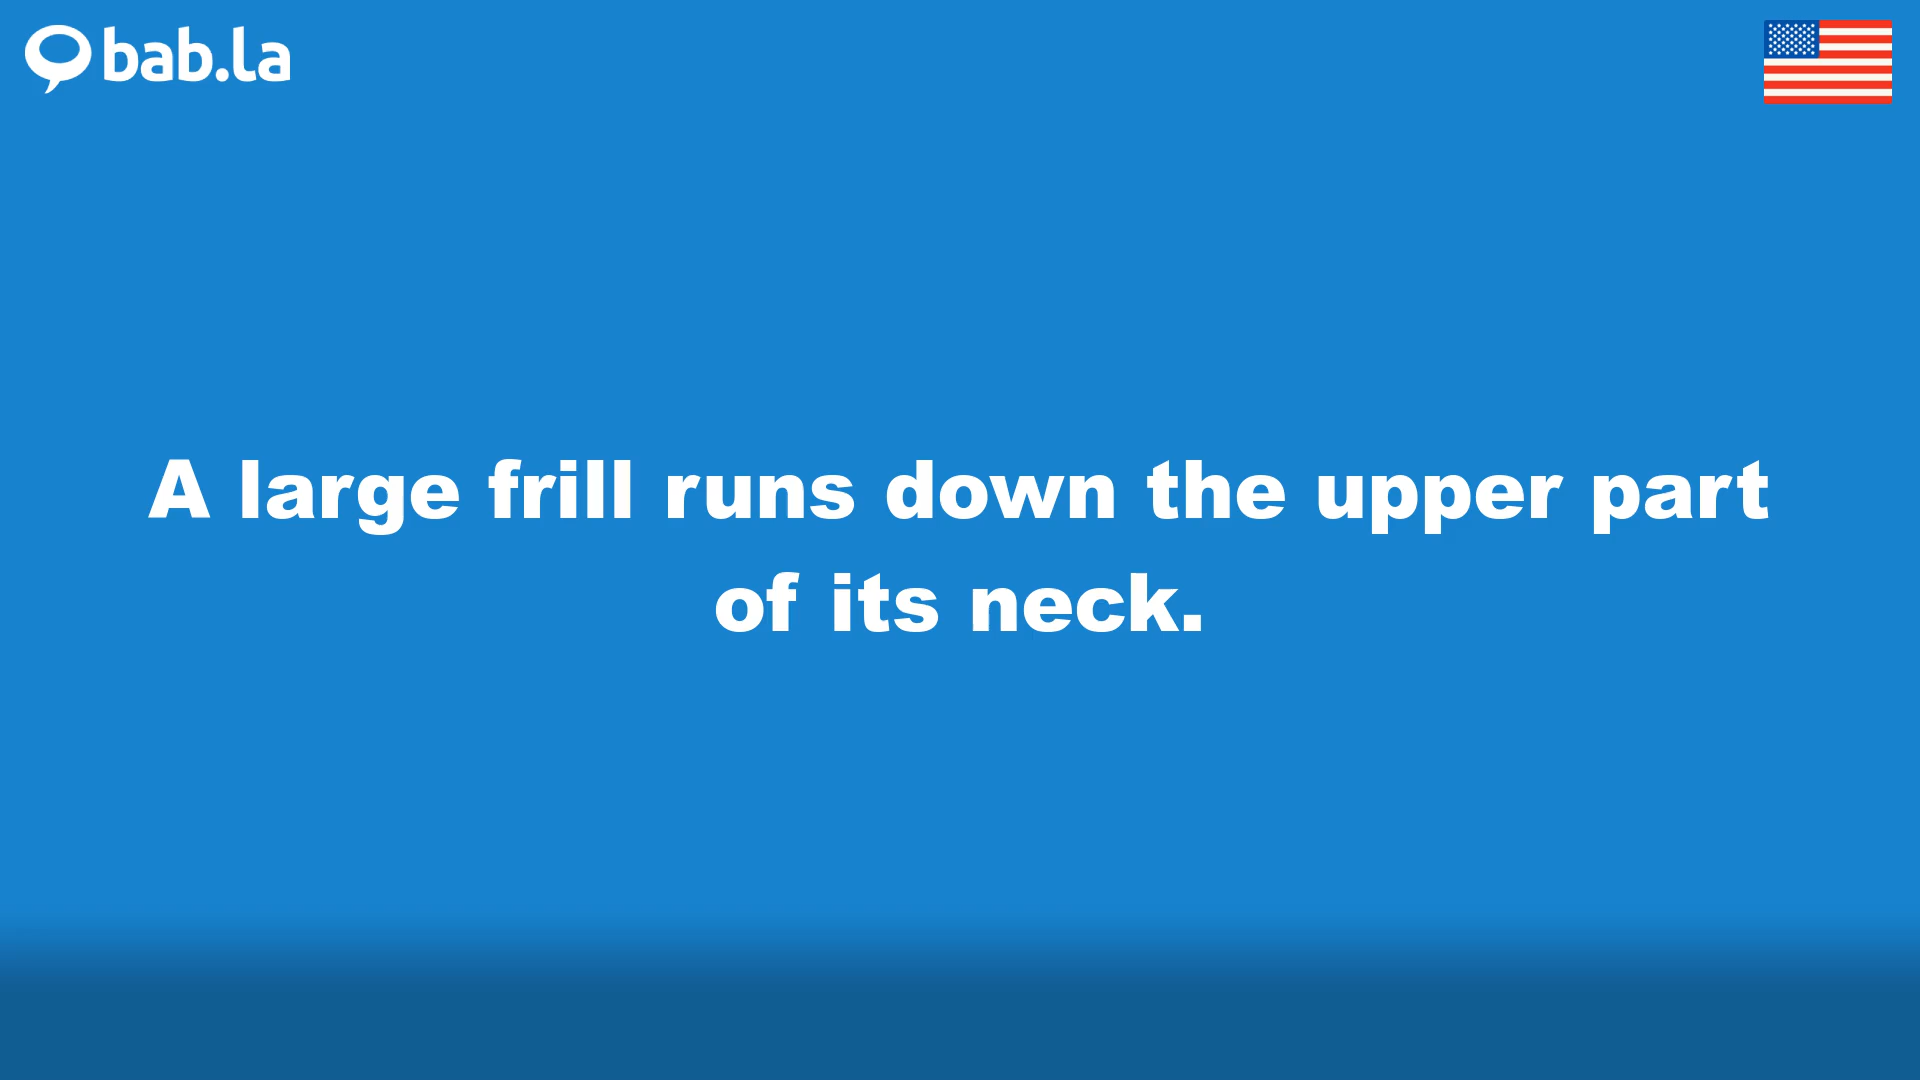 bab.la
A large frill runs down the upper part
of its neck.